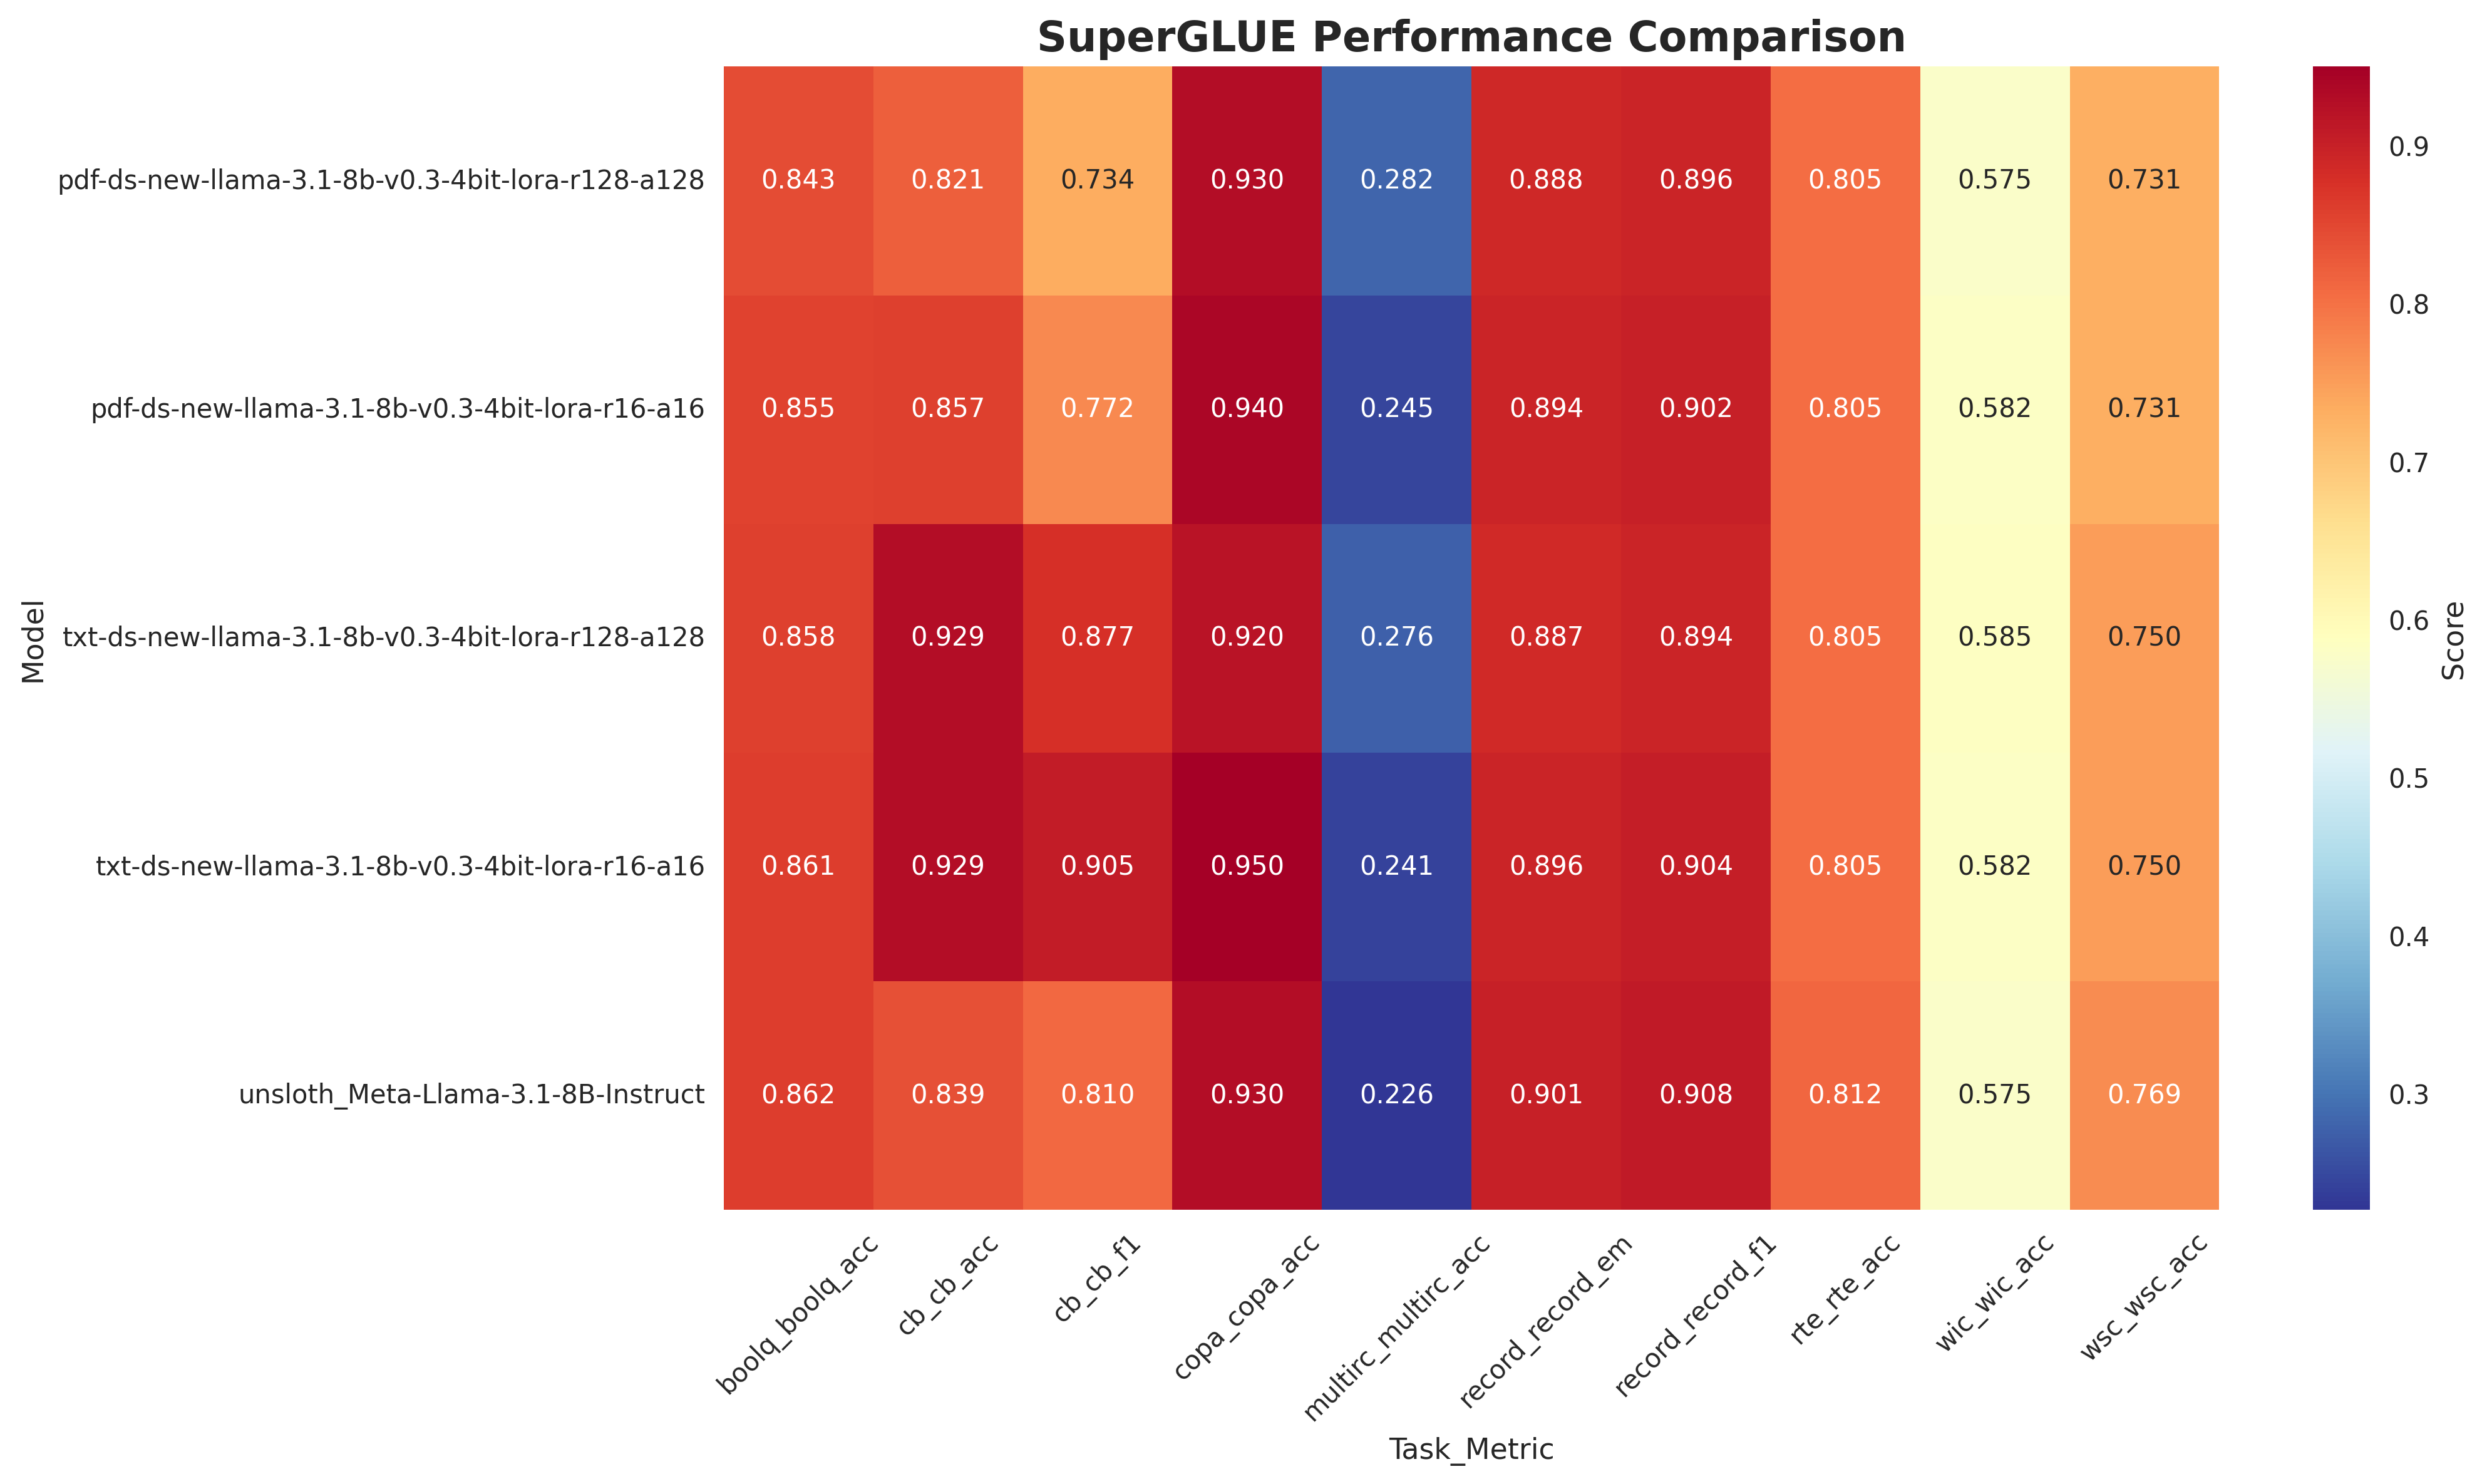 SuperGLUE Performance Comparison
Model
pdf-ds-new-llama-3.1-8b-v0.3-4bit-lora-r128-a128 0.843 0.821 0.734 0.930 0.282 0.888 0.896 0.805 0.575 0.731
pdf-ds-new-llama-3.1-8b-v0.3-4bit-lora-r16-a16 0.855 0.857 0.772 0.940 0.245 0.894 0.902 0.805 0.582 0.731
txt-ds-new-llama-3.1-8b-v0.3-4bit-lora-r128-a128 0.858 0.929 0.877 0.920 0.276 0.887 0.894 0.805 0.585 0.750
txt-ds-new-llama-3.1-8b-v0.3-4bit-lora-r16-a16 0.861 0.929 0.905 0.950 0.241 0.896 0.904 0.805 0.582 0.750
unsloth_Meta-Llama-3.1-8B-Instruct 0.862 0.839 0.810 0.930 0.226 0.901 0.908 0.812 0.575 0.769
boolq_boolq_acc
cb_cb_acc
cb_cb_f1
copa_copa_acc
multirc_multirc_acc
record_record_em
record_record_f1
rte_rte_acc
wic_wic_acc
wsc_wsc_acc
Task_Metric
0.9
0.8
0.7
0.6
0.5
0.4
0.3
Score